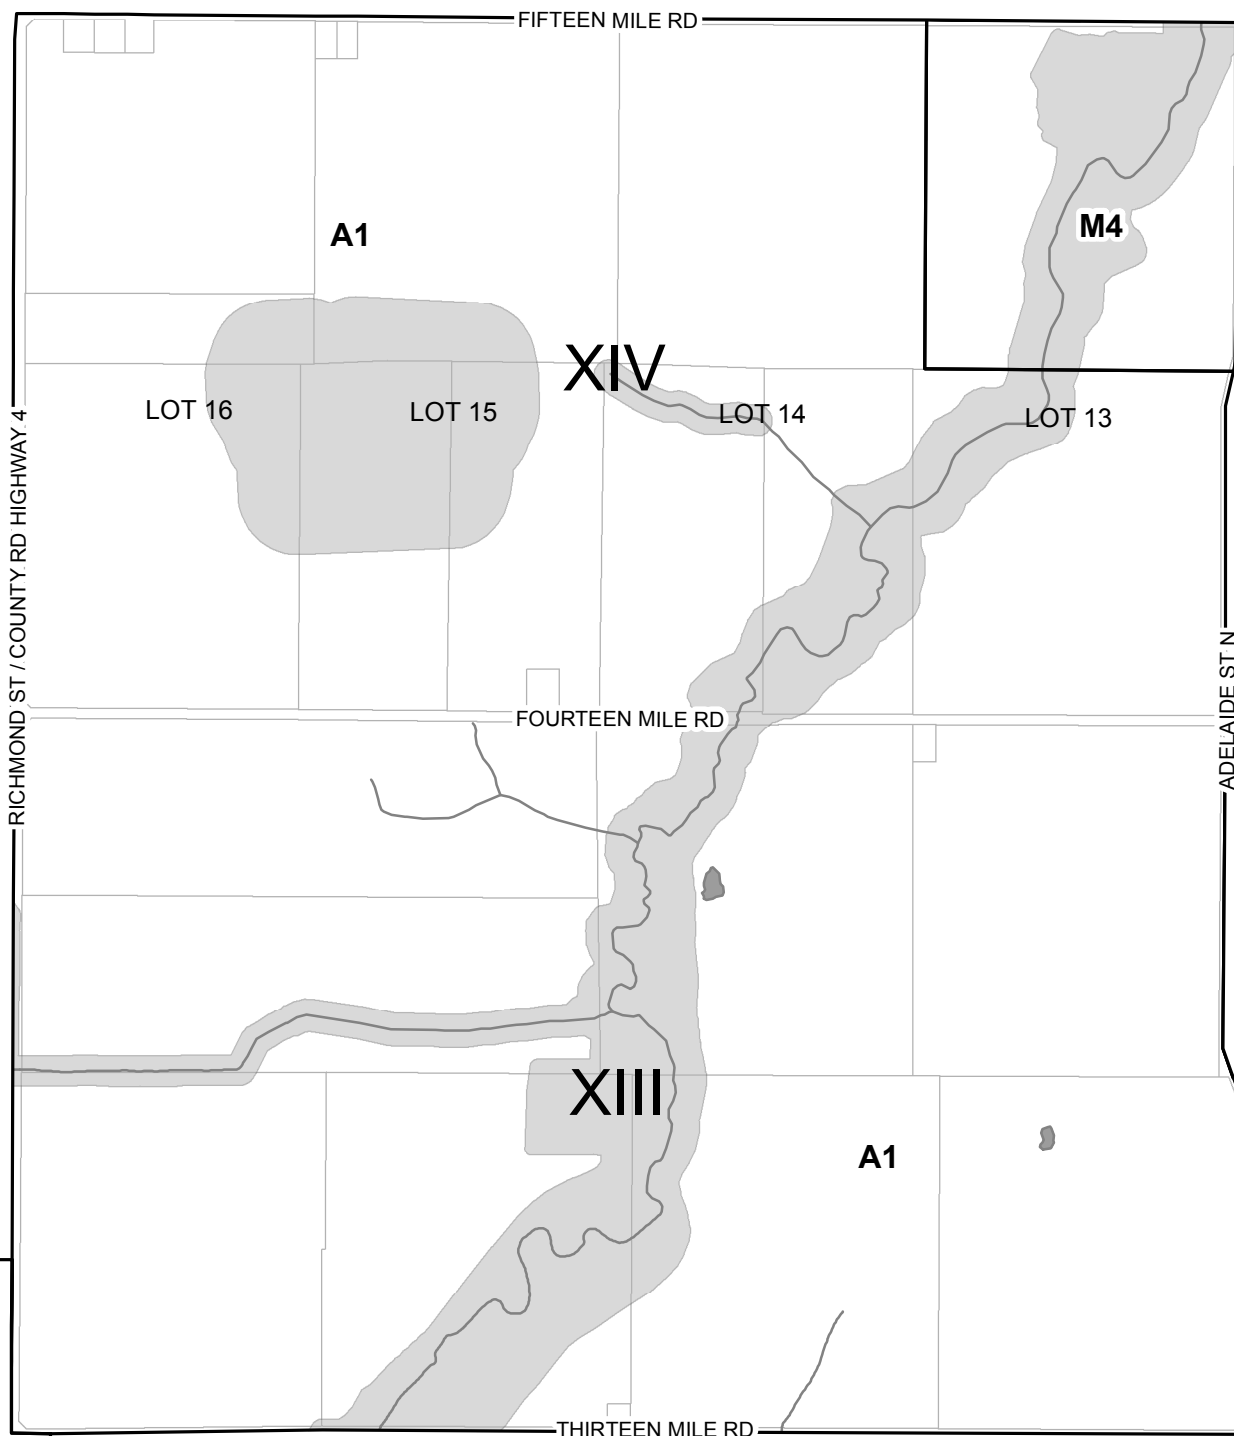 FIFTEEN MILE RD
M4
A1
XIV
LOT 16
LOT 15
LOT 14
LOT 13
RICHMOND ST / COUNTY RD HIGHWAY 4
ADELAIDE ST N
FOURTEEN MILE RD
XIII
A1
THIRTEEN MILE RD